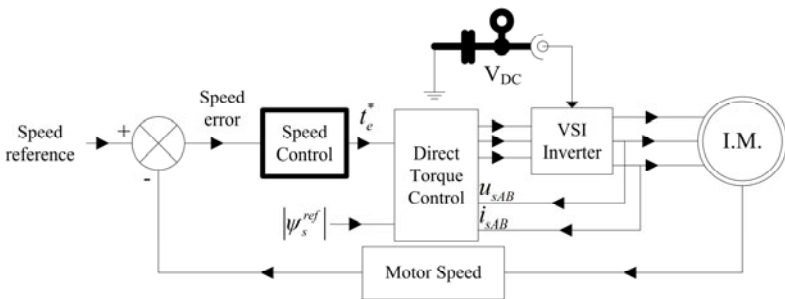 V_DC
Speed
reference
+
-
Speed
error
Speed
Control
t_e^*
Direct
Torque
Control
VSI
Inverter
I.M.
u_sAB
i_sAB
|ψ_s^ref|
Motor Speed